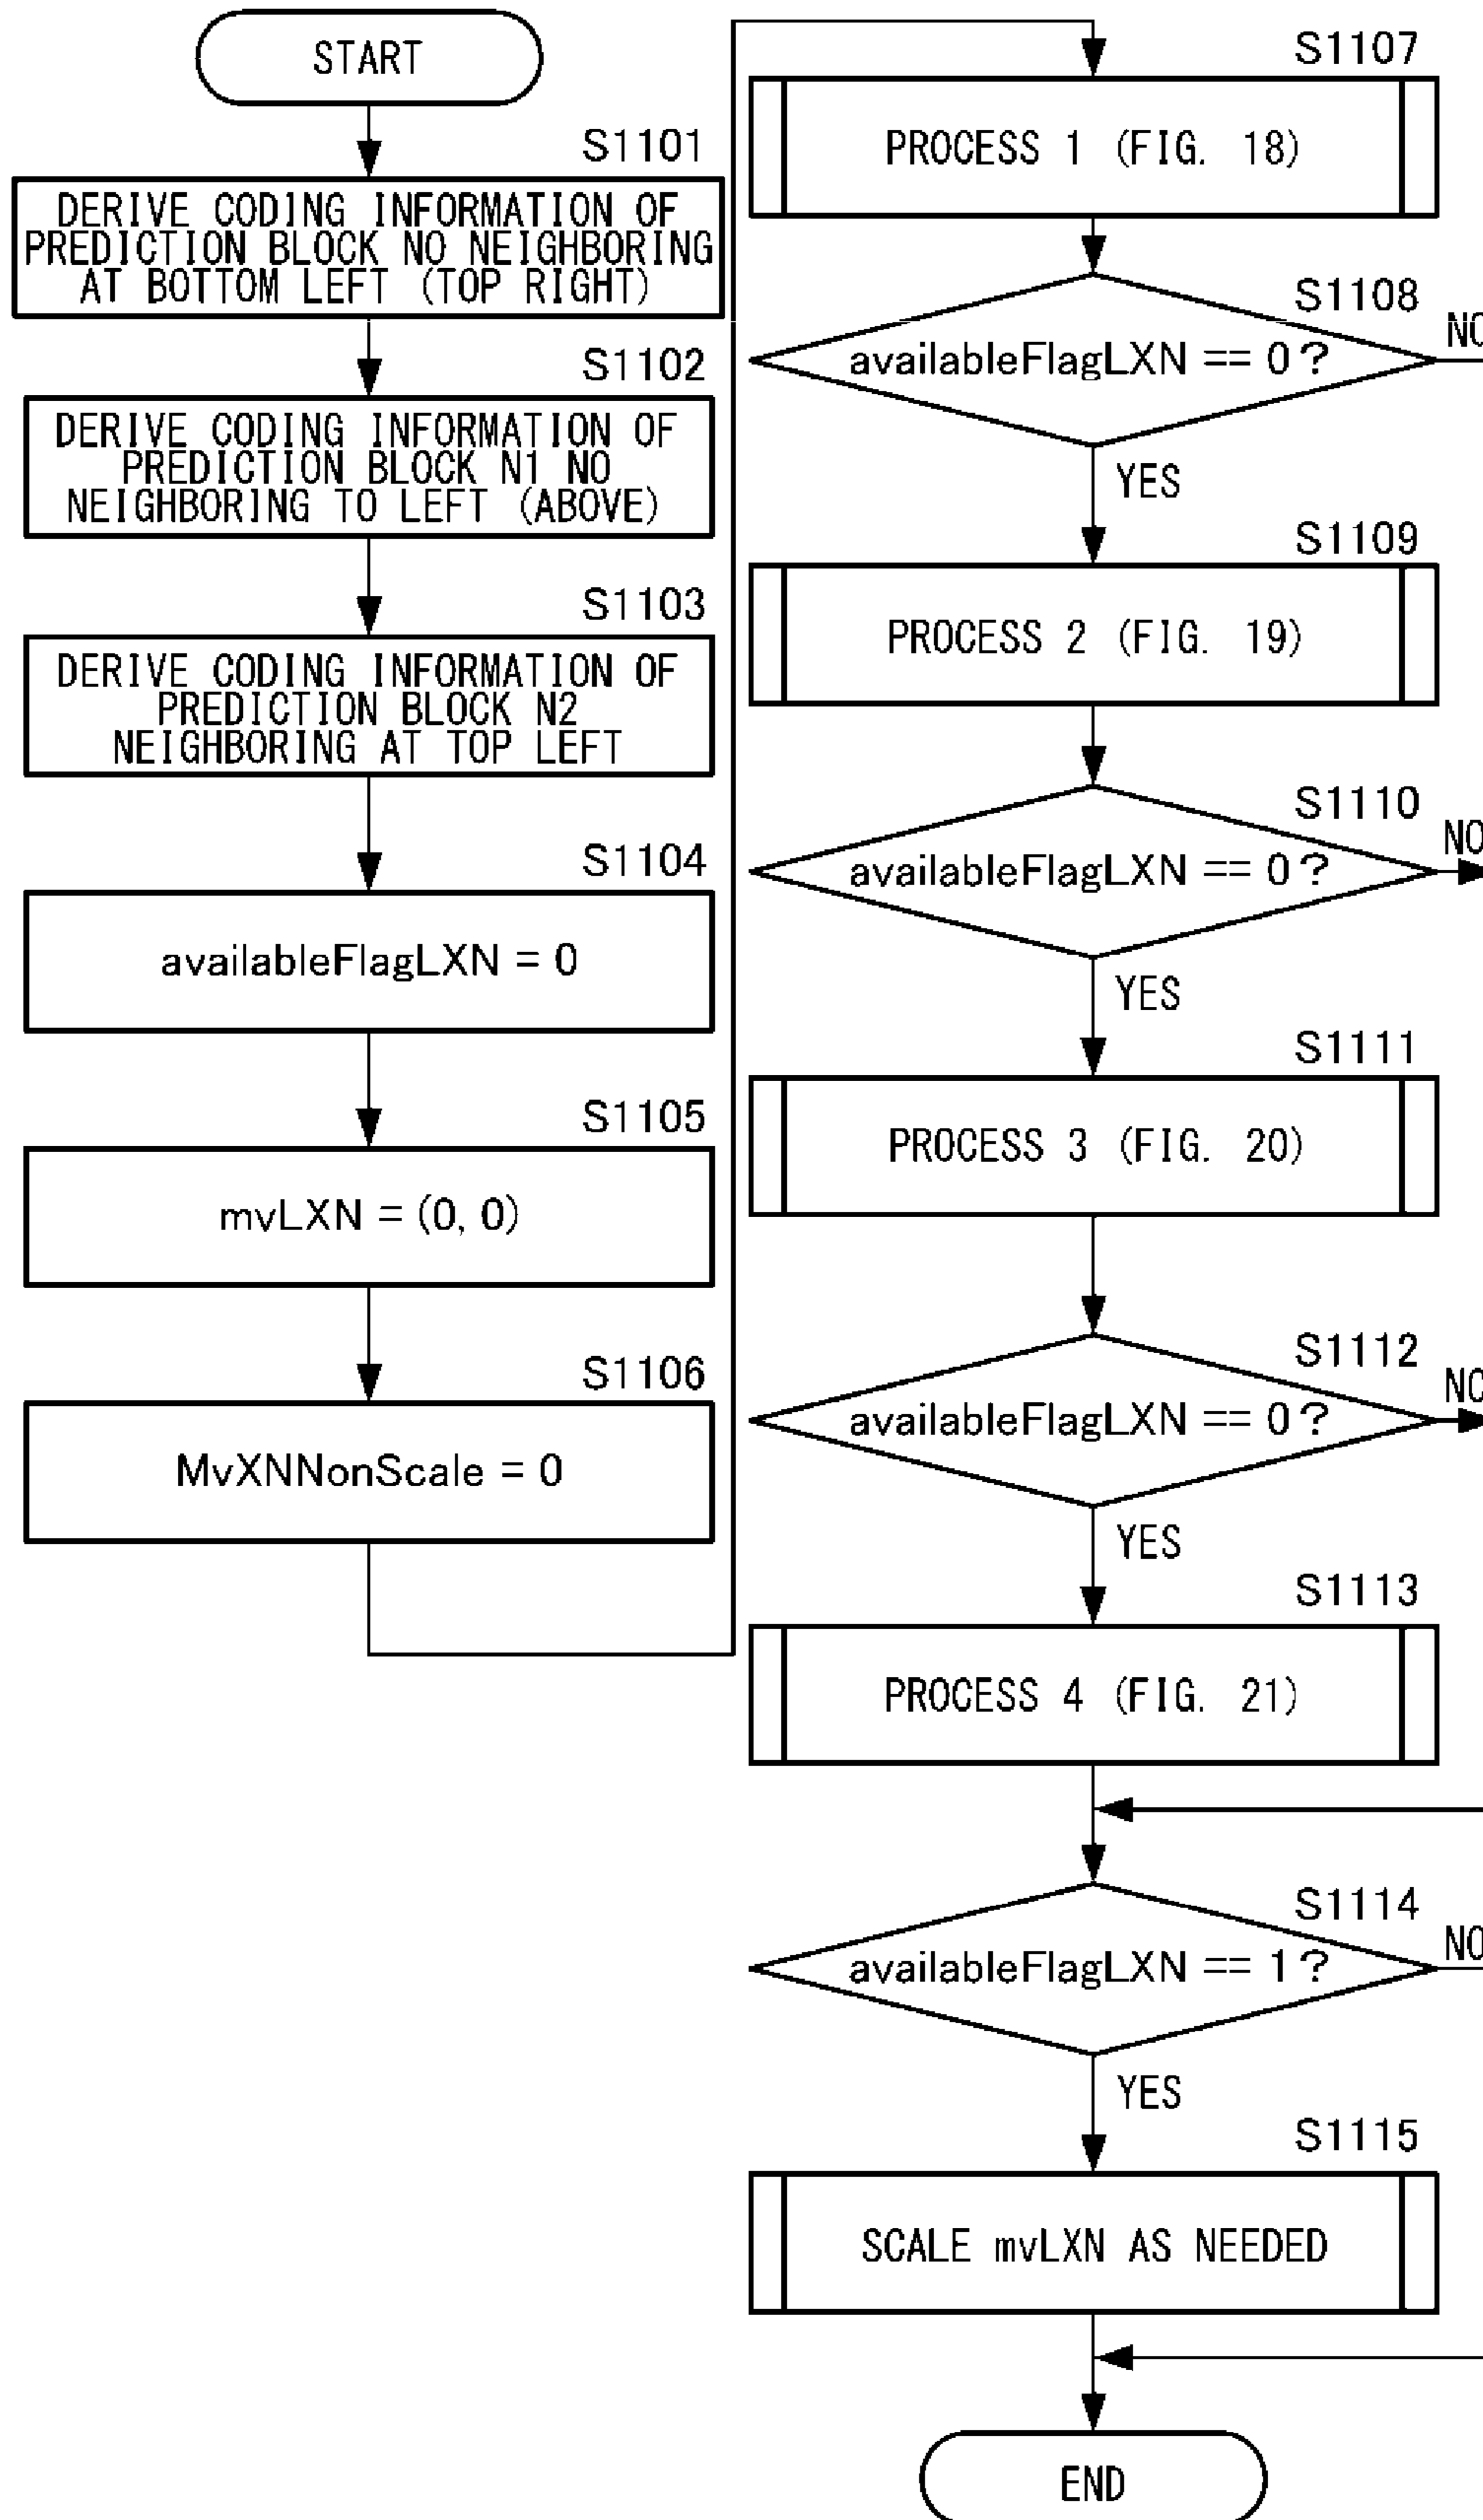 START
S1101
DERIVE CODING INFORMATION OF
PREDICTION BLOCK N0 NEIGHBORING
AT BOTTOM LEFT (TOP RIGHT)
S1102
DERIVE CODING INFORMATION OF
PREDICTION BLOCK N1 NO
NEIGHBORING TO LEFT (ABOVE)
S1103
DERIVE CODING INFORMATION OF
PREDICTION BLOCK N2
NEIGHBORING AT TOP LEFT
S1104
availableFlagLXN = 0
S1105
mvLXN = (0, 0)
S1106
MvXNNonScale = 0
S1107
PROCESS 1 (FIG. 18)
S1108
availableFlagLXN == 0?
NO
YES
S1109
PROCESS 2 (FIG. 19)
S1110
availableFlagLXN == 0?
NO
YES
S1111
PROCESS 3 (FIG. 20)
S1112
availableFlagLXN == 0?
NO
YES
S1113
PROCESS 4 (FIG. 21)
S1114
availableFlagLXN == 1?
NO
YES
S1115
SCALE mvLXN AS NEEDED
END